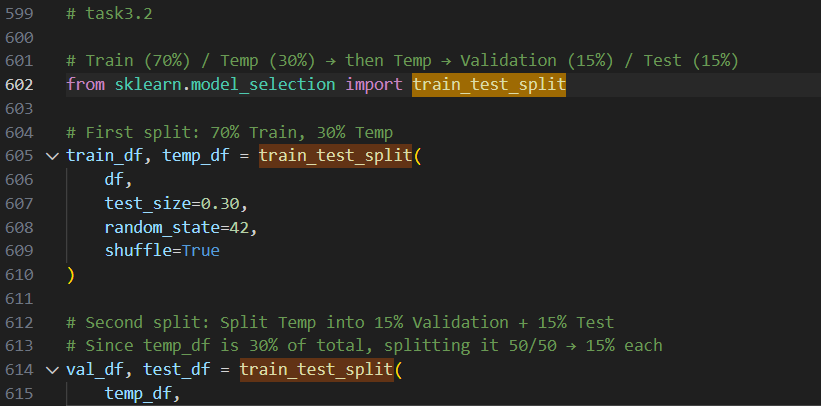 599 # task3.2
600
601 # Train (70%) / Temp (30%) → then Temp → Validation (15%) / Test (15%)
602 from sklearn.model_selection import train_test_split
603
604 # First split: 70% Train, 30% Temp
605 train_df, temp_df = train_test_split(
606 df,
607 test_size=0.30,
608 random_state=42,
609 shuffle=True
610 )
611
612 # Second split: Split Temp into 15% Validation + 15% Test
613 # Since temp_df is 30% of total, splitting it 50/50 → 15% each
614 val_df, test_df = train_test_split(
615 temp_df,